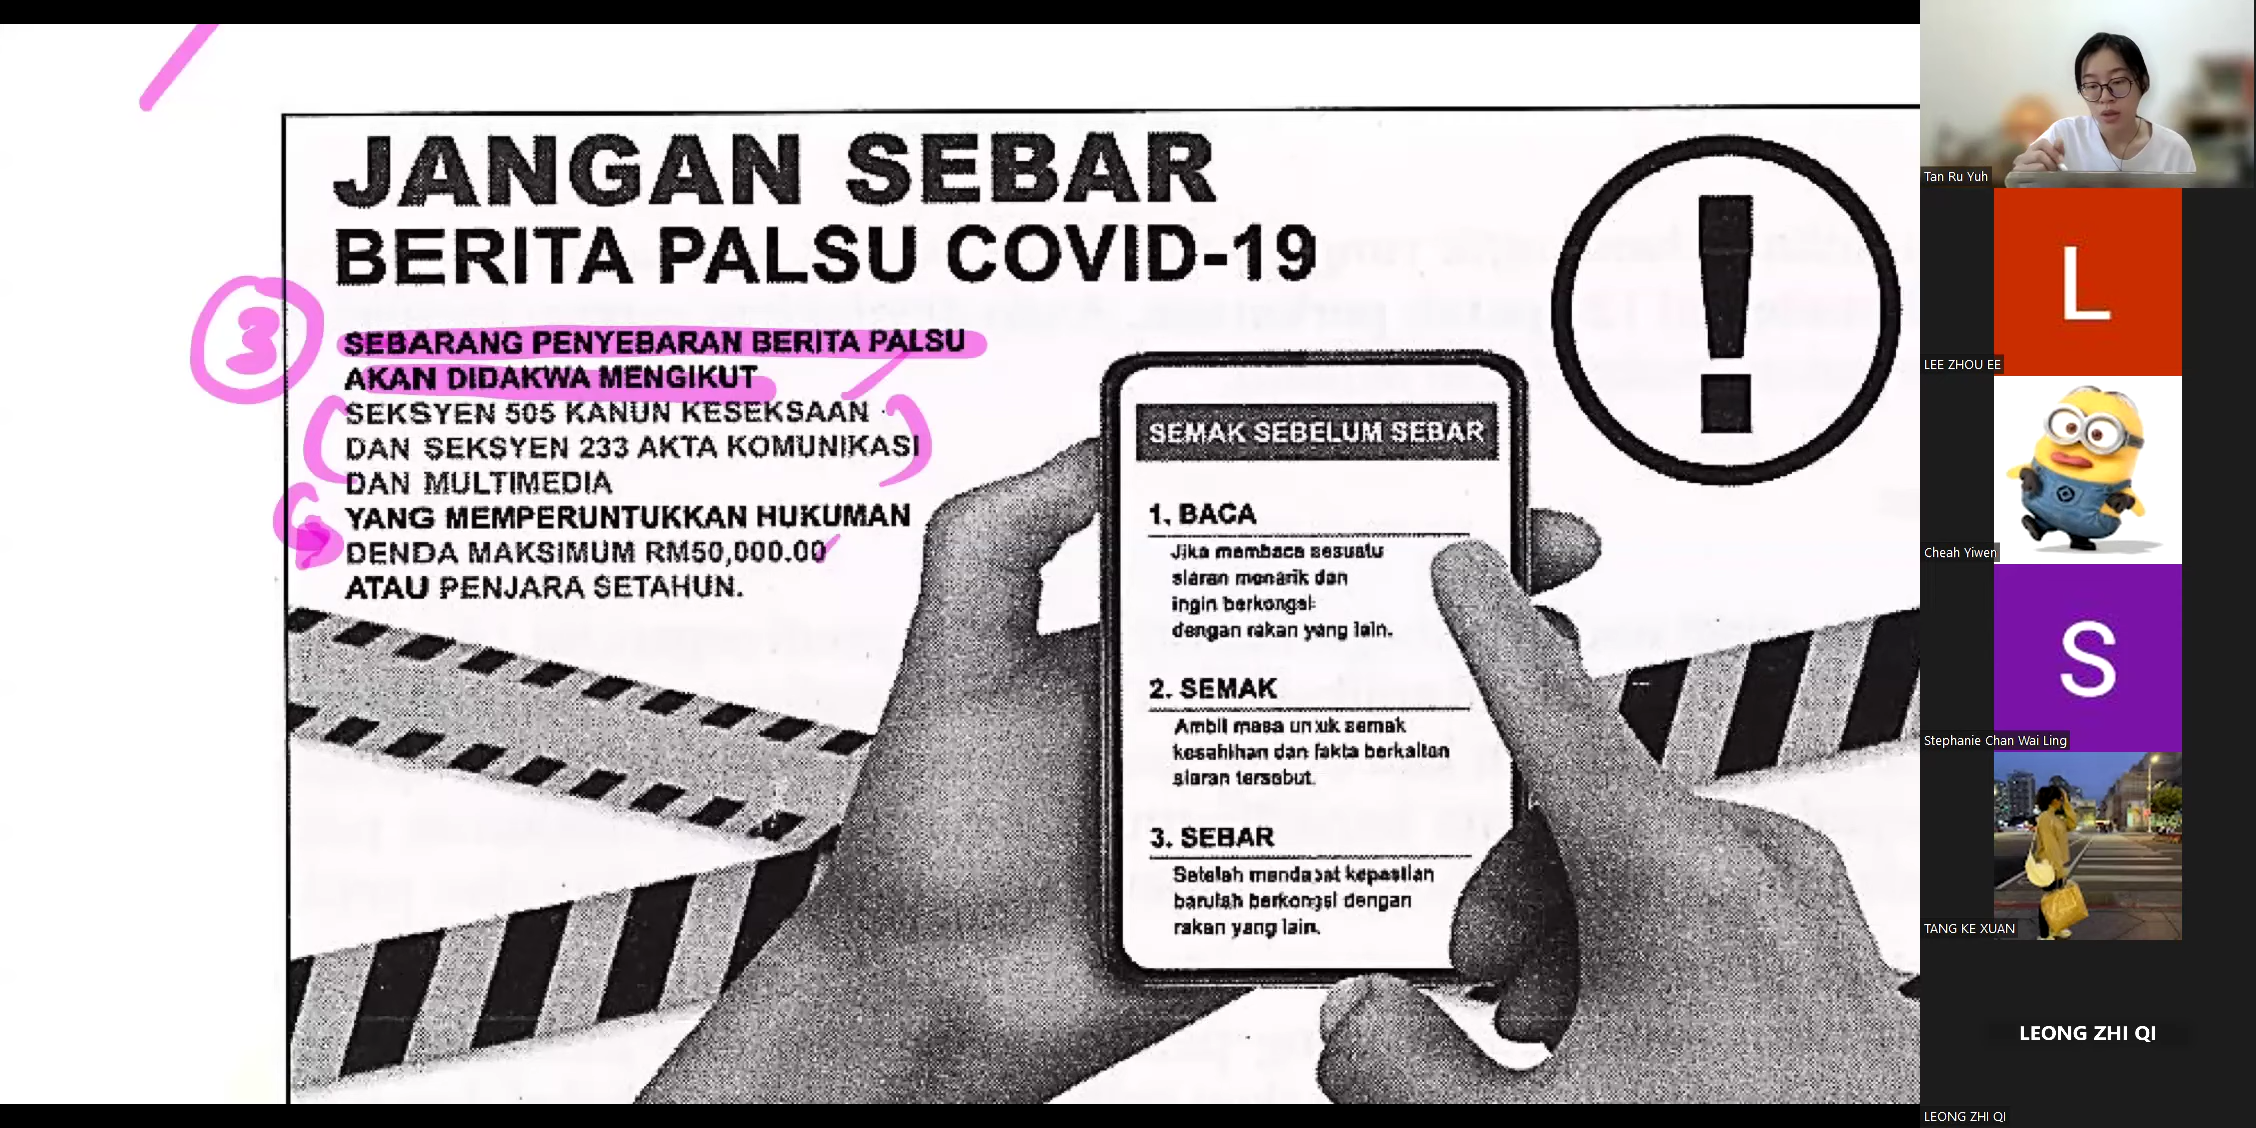 JANGAN SEBAR
BERITA PALSU COVID-19
3
SEBARANG PENYEBARAN BERITA PALSU
AKAN DIDAKWA MENGIKUT
SEKSYEN 505 KANUN KESEKSAAN
DAN SEKSYEN 233 AKTA KOMUNIKASI
DAN MULTIMEDIA
YANG MEMPERUNTUKKAN HUKUMAN
DENDA MAKSIMUM RM50,000.00
ATAU PENJARA SETAHUN.
!
SEMAK SEBELUM SEBAR
1. BACA
Jika membaca sesuatu
siaran menarik dan
ingin berkongsi
dengan rakan yang lain.
2. SEMAK
Ambil masa untuk semak
kesahihan dan fakta berkaitan
siaran tersebut.
3. SEBAR
Setelah mendapat kepastian
barulah berkongsi dengan
rakan yang lain.
Tan Ru Yuh
L
LEE ZHOU EE
Cheah Yiwen
S
Stephanie Chan Wai Ling
TANG KE XUAN
LEONG ZHI QI
LEONG ZHI QI